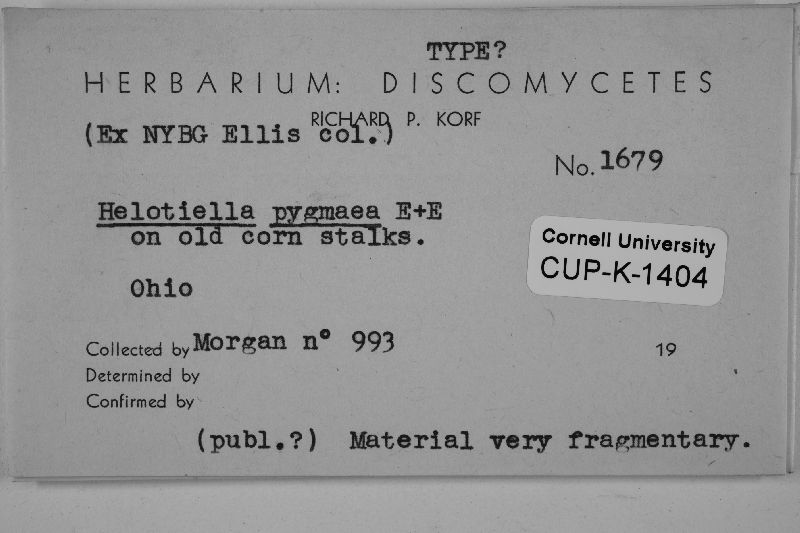 TYPE?
HERBARIUM: DISCOMYCETES
RICHARD P. KORF
(Ex NYBG Ellis col.)
No. 1679
Helotiella pygmaea E+E
on old corn stalks.
Cornell University
CUP-K-1404
Ohio
Collected by Morgan n° 993 19
Determined by
Confirmed by
(publ.?) Material very fragmentary.